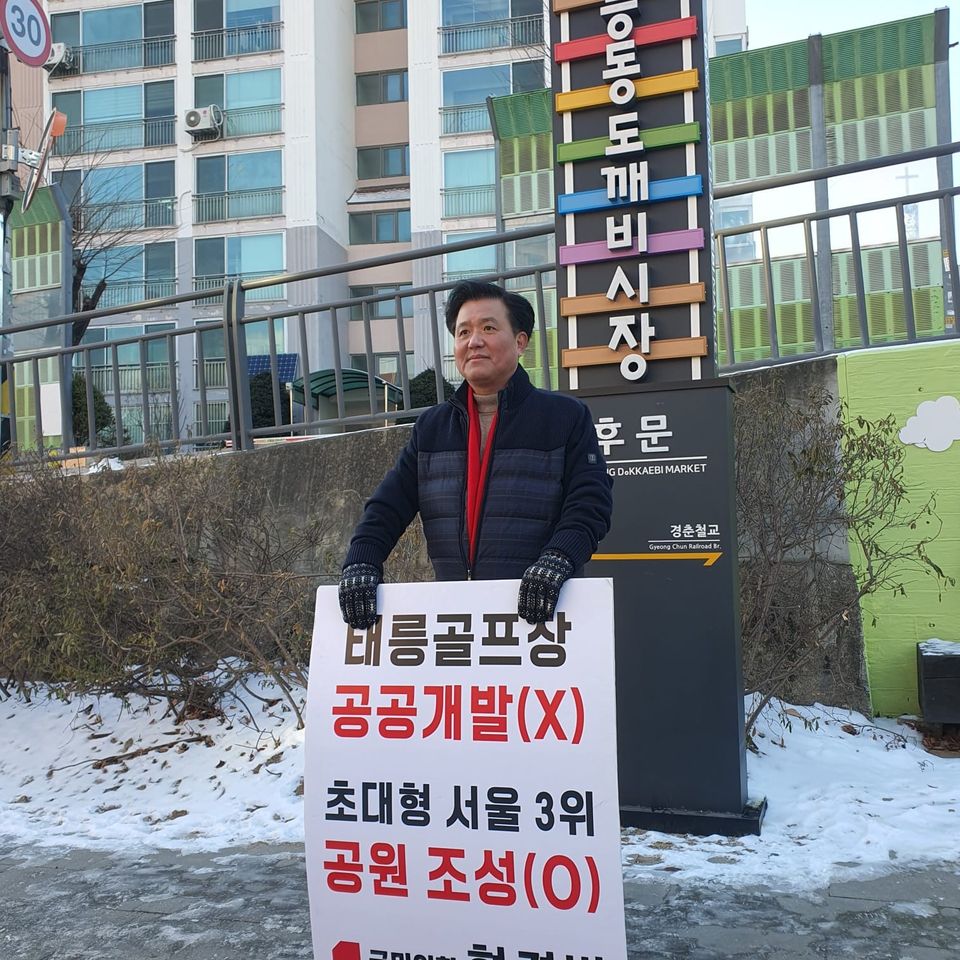 30
릉동도깨비시장
후문
NG DoKKAEBI MARKET
경춘철교
Gyeong Chun Railroad Br.
태릉골프장
공공개발(X)
초대형 서울 3위
공원 조성(O)